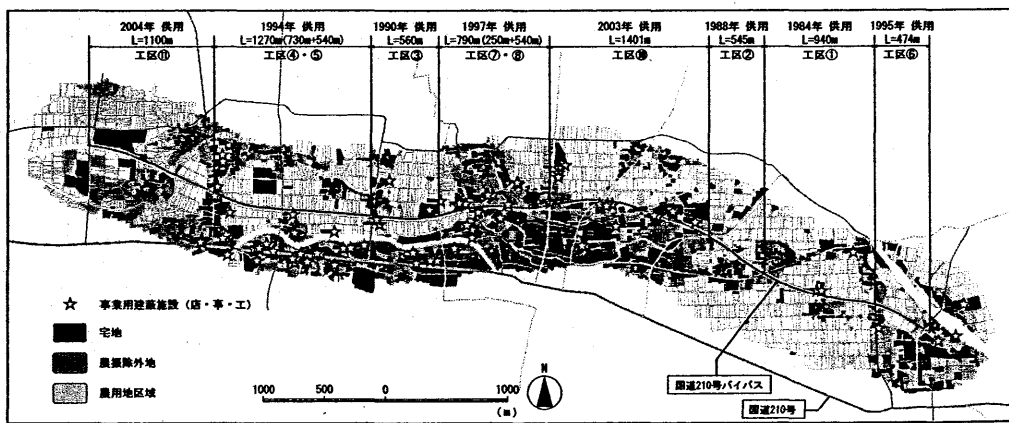 2004年 供用
L=1100m
工区⑪
1994年 供用
L=1270m(730m+540m)
工区④・⑤
1990年 供用
L=560m
工区③
1997年 供用
L=790m(250m+540m)
工区⑦・⑧
2003年 供用
L=1401m
工区⑩
1988年 供用
L=545m
工区②
1984年 供用
L=940m
工区①
1995年 供用
L=474m
工区⑥
☆ 事業用建築施設（店・事・工）
宅地
農振除外地
農用地区域
1000 500 0 1000
(m)
N
国道210号バイパス
国道210号